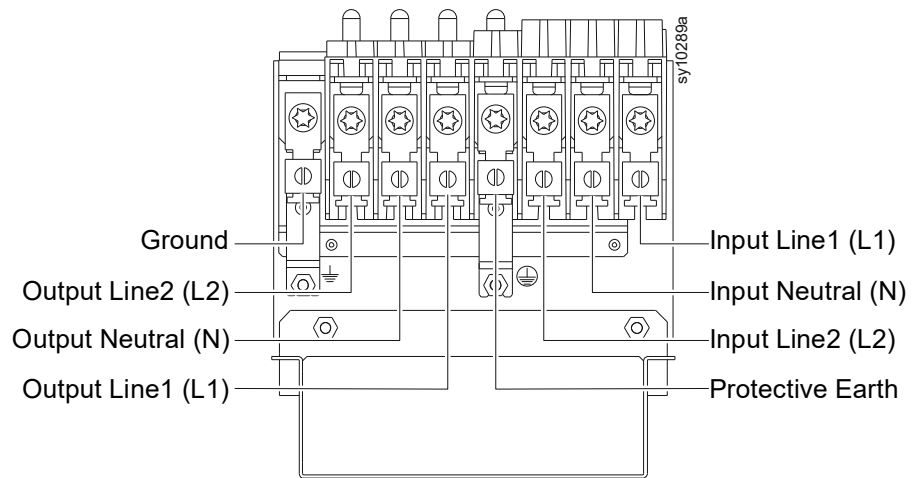 sy10289a
Ground
Output Line2 (L2)
Output Neutral (N)
Output Line1 (L1)
Input Line1 (L1)
Input Neutral (N)
Input Line2 (L2)
Protective Earth